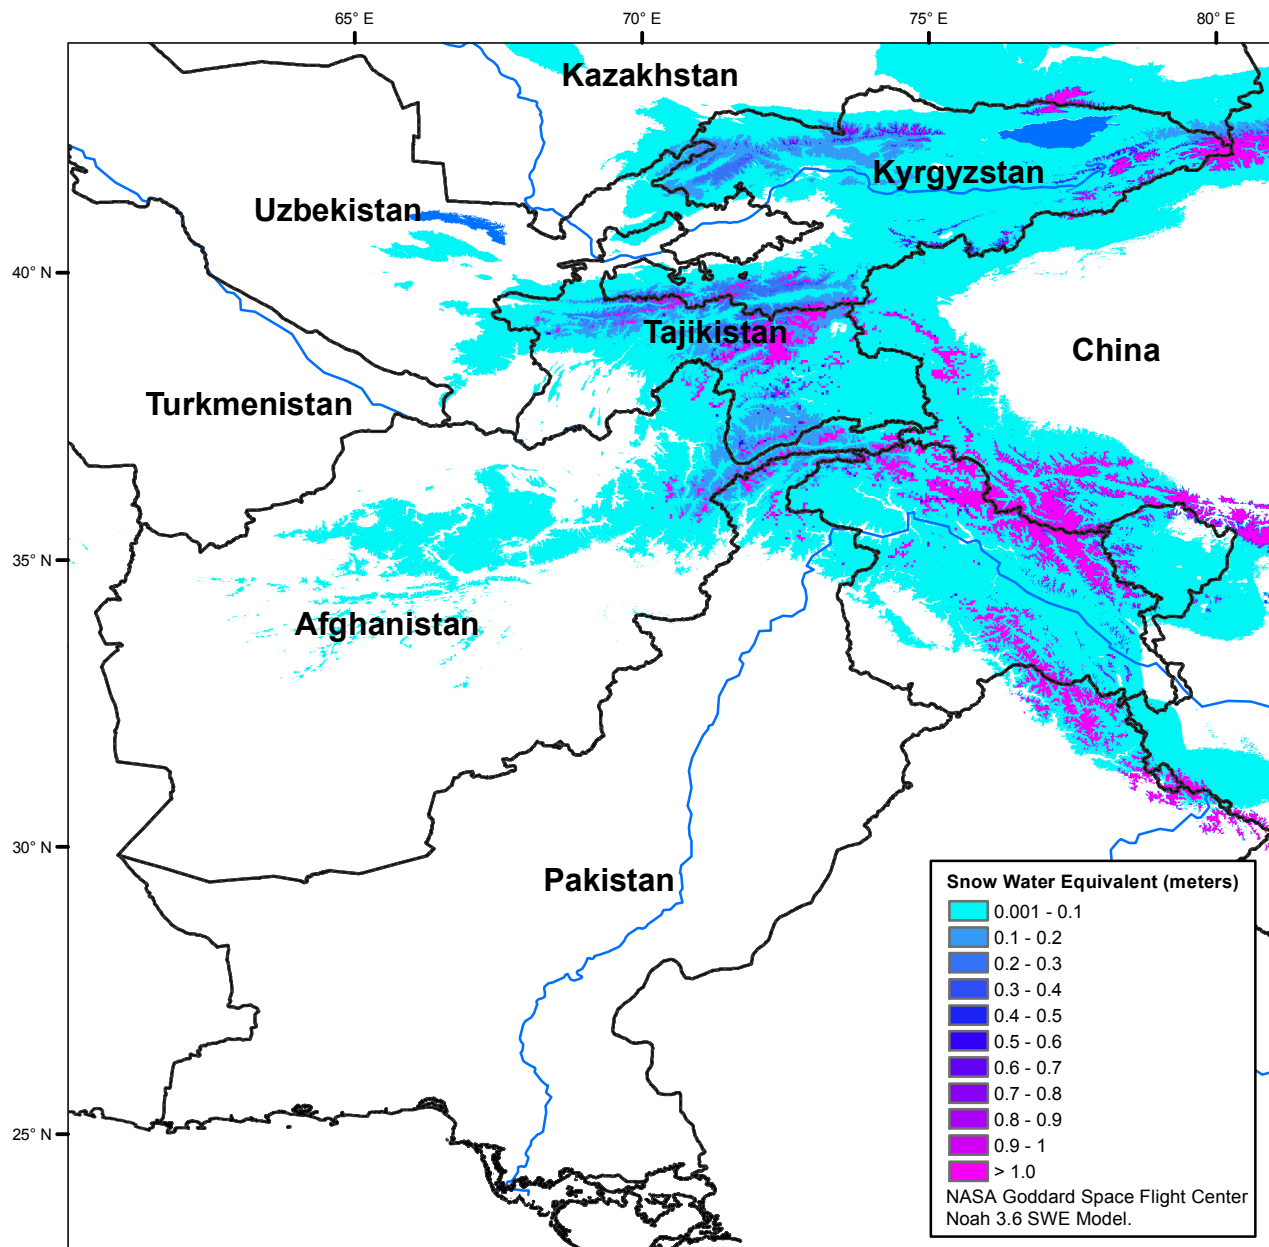 65° E 70° E 75° E 80° E
Kazakhstan
Kyrgyzstan
Uzbekistan
40° N
Tajikistan
China
Turkmenistan
35° N
Afghanistan
30° N
Pakistan
25° N
Snow Water Equivalent (meters)
0.001 - 0.1
0.1 - 0.2
0.2 - 0.3
0.3 - 0.4
0.4 - 0.5
0.5 - 0.6
0.6 - 0.7
0.7 - 0.8
0.8 - 0.9
0.9 - 1
> 1.0
NASA Goddard Space Flight Center
Noah 3.6 SWE Model.